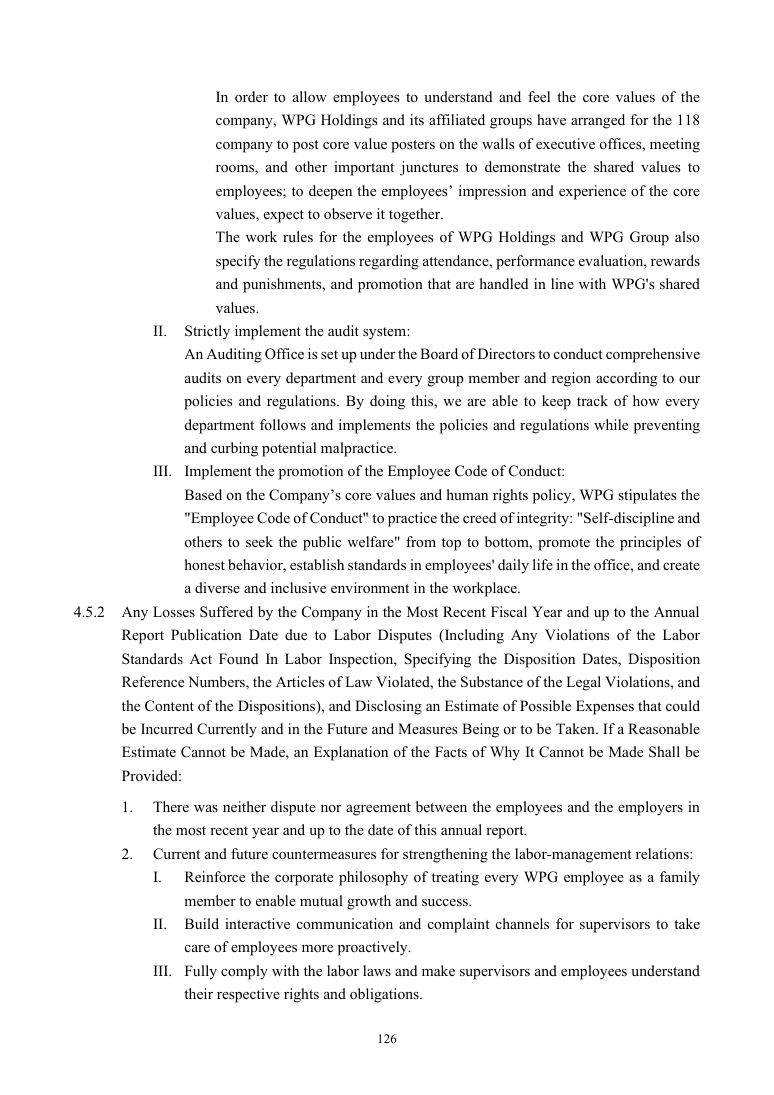 In order to allow employees to understand and feel the core values of the
company, WPG Holdings and its affiliated groups have arranged for the 118
company to post core value posters on the walls of executive offices, meeting
rooms, and other important junctures to demonstrate the shared values to
employees; to deepen the employees’ impression and experience of the core
values, expect to observe it together.
The work rules for the employees of WPG Holdings and WPG Group also
specify the regulations regarding attendance, performance evaluation, rewards
and punishments, and promotion that are handled in line with WPG's shared
values.
II. Strictly implement the audit system:
An Auditing Office is set up under the Board of Directors to conduct comprehensive
audits on every department and every group member and region according to our
policies and regulations. By doing this, we are able to keep track of how every
department follows and implements the policies and regulations while preventing
and curbing potential malpractice.
III. Implement the promotion of the Employee Code of Conduct:
Based on the Company’s core values and human rights policy, WPG stipulates the
"Employee Code of Conduct" to practice the creed of integrity: "Self-discipline and
others to seek the public welfare" from top to bottom, promote the principles of
honest behavior, establish standards in employees' daily life in the office, and create
a diverse and inclusive environment in the workplace.
4.5.2 Any Losses Suffered by the Company in the Most Recent Fiscal Year and up to the Annual
Report Publication Date due to Labor Disputes (Including Any Violations of the Labor
Standards Act Found In Labor Inspection, Specifying the Disposition Dates, Disposition
Reference Numbers, the Articles of Law Violated, the Substance of the Legal Violations, and
the Content of the Dispositions), and Disclosing an Estimate of Possible Expenses that could
be Incurred Currently and in the Future and Measures Being or to be Taken. If a Reasonable
Estimate Cannot be Made, an Explanation of the Facts of Why It Cannot be Made Shall be
Provided:
1. There was neither dispute nor agreement between the employees and the employers in
the most recent year and up to the date of this annual report.
2. Current and future countermeasures for strengthening the labor-management relations:
I. Reinforce the corporate philosophy of treating every WPG employee as a family
member to enable mutual growth and success.
II. Build interactive communication and complaint channels for supervisors to take
care of employees more proactively.
III. Fully comply with the labor laws and make supervisors and employees understand
their respective rights and obligations.
126